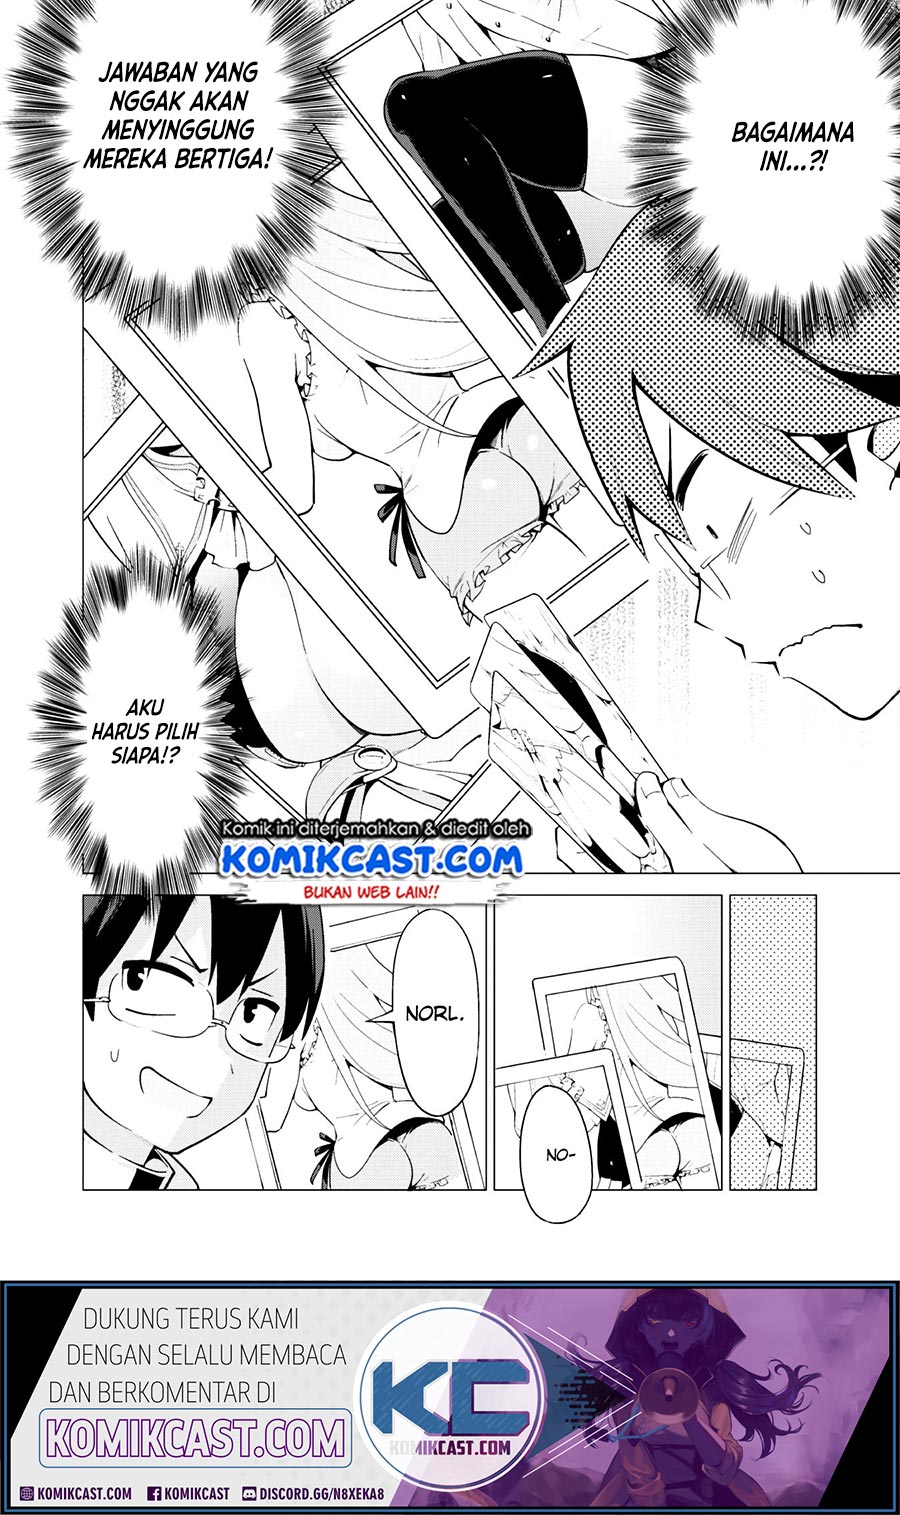 BAGAIMANA
INI...?!
JAWABAN YANG
NGGAK AKAN
MENYINGGUNG
MEREKA BERTIGA!
AKU
HARUS PILIH
SIAPA!?
Komik ini diterjemahkan & diedit oleh
KOMIKCAST.COM
BUKAN WEB LAIN!!
NO-
NORL.
DUKUNG TERUS KAMI
DENGAN SELALU MEMBACA
DAN BERKOMENTAR DI
KOMIKCAST.COM
KC
KOMIKCAST.COM
KOMIKCAST.COM KOMIKCAST DISCORD.GG/N8XEKA8